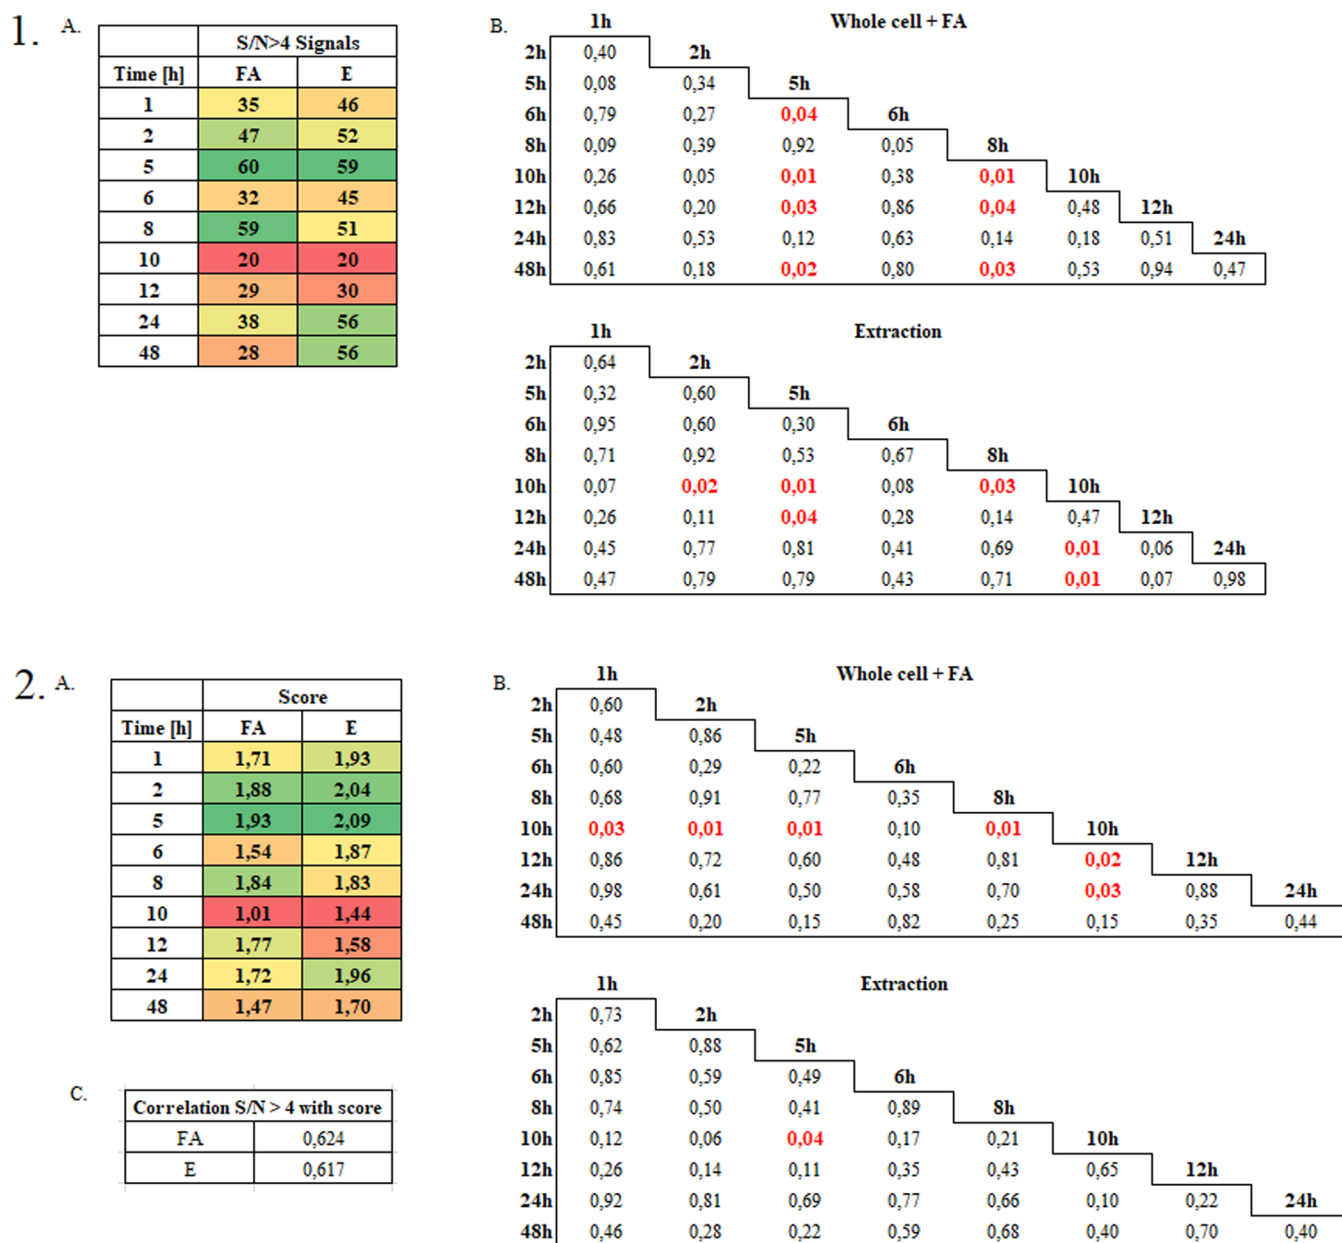 1. A.
S/N>4 Signals
Time [h] FA E
1 35 46
2 47 52
5 60 59
6 32 45
8 59 51
10 20 20
12 29 30
24 38 56
48 28 56
B. Whole cell + FA
1h
2h 0,40 2h
5h 0,08 0,34 5h
6h 0,79 0,27 0,04 6h
8h 0,09 0,39 0,92 0,05 8h
10h 0,26 0,05 0,01 0,38 0,01 10h
12h 0,66 0,20 0,03 0,86 0,04 0,48 12h
24h 0,83 0,53 0,12 0,63 0,14 0,18 0,51 24h
48h 0,61 0,18 0,02 0,80 0,03 0,53 0,94 0,47
1h Extraction
2h 0,64 2h
5h 0,32 0,60 5h
6h 0,95 0,60 0,30 6h
8h 0,71 0,92 0,53 0,67 8h
10h 0,07 0,02 0,01 0,08 0,03 10h
12h 0,26 0,11 0,04 0,28 0,14 0,47 12h
24h 0,45 0,77 0,81 0,41 0,69 0,01 0,06 24h
48h 0,47 0,79 0,79 0,43 0,71 0,01 0,07 0,98
2. A.
Score
Time [h] FA E
1 1,71 1,93
2 1,88 2,04
5 1,93 2,09
6 1,54 1,87
8 1,84 1,83
10 1,01 1,44
12 1,77 1,58
24 1,72 1,96
48 1,47 1,70
B. Whole cell + FA
1h
2h 0,60 2h
5h 0,48 0,86 5h
6h 0,60 0,29 0,22 6h
8h 0,68 0,91 0,77 0,35 8h
10h 0,03 0,01 0,01 0,10 0,01 10h
12h 0,86 0,72 0,60 0,48 0,81 0,02 12h
24h 0,98 0,61 0,50 0,58 0,70 0,03 0,88 24h
48h 0,45 0,20 0,15 0,82 0,25 0,15 0,35 0,44
1h Extraction
2h 0,73 2h
5h 0,62 0,88 5h
6h 0,85 0,59 0,49 6h
8h 0,74 0,50 0,41 0,89 8h
10h 0,12 0,06 0,04 0,17 0,21 10h
12h 0,26 0,14 0,11 0,35 0,43 0,65 12h
24h 0,92 0,81 0,69 0,77 0,66 0,10 0,22 24h
48h 0,46 0,28 0,22 0,59 0,68 0,40 0,70 0,40
C.
Correlation S/N > 4 with score
FA 0,624
E 0,617